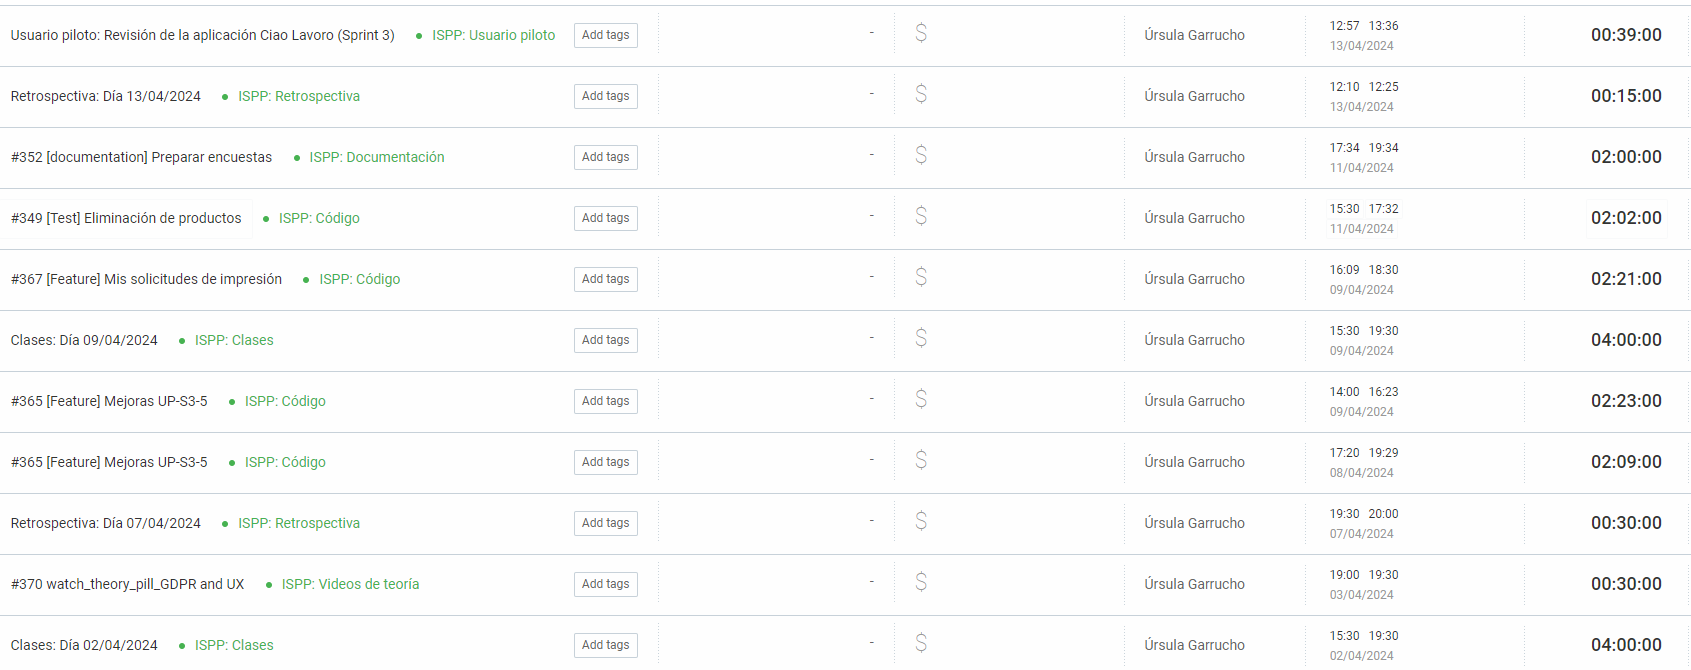 Usuario piloto: Revisión de la aplicación Ciao Lavoro (Sprint 3) • ISPP: Usuario piloto Add tags - $ Úrsula Garrucho 12:57 13:36 00:39:00
13/04/2024
Retrospectiva: Día 13/04/2024 • ISPP: Retrospectiva Add tags - $ Úrsula Garrucho 12:10 12:25 00:15:00
13/04/2024
#352 [documentation] Preparar encuestas • ISPP: Documentación Add tags - $ Úrsula Garrucho 17:34 19:34 02:00:00
11/04/2024
#349 [Test] Eliminación de productos • ISPP: Código Add tags - $ Úrsula Garrucho 15:30 17:32 02:02:00
11/04/2024
#367 [Feature] Mis solicitudes de impresión • ISPP: Código Add tags - $ Úrsula Garrucho 16:09 18:30 02:21:00
09/04/2024
Clases: Día 09/04/2024 • ISPP: Clases Add tags - $ Úrsula Garrucho 15:30 19:30 04:00:00
09/04/2024
#365 [Feature] Mejoras UP-S3-5 • ISPP: Código Add tags - $ Úrsula Garrucho 14:00 16:23 02:23:00
09/04/2024
#365 [Feature] Mejoras UP-S3-5 • ISPP: Código Add tags - $ Úrsula Garrucho 17:20 19:29 02:09:00
08/04/2024
Retrospectiva: Día 07/04/2024 • ISPP: Retrospectiva Add tags - $ Úrsula Garrucho 19:30 20:00 00:30:00
07/04/2024
#370 watch_theory_pill_GDPR and UX • ISPP: Videos de teoría Add tags - $ Úrsula Garrucho 19:00 19:30 00:30:00
03/04/2024
Clases: Día 02/04/2024 • ISPP: Clases Add tags - $ Úrsula Garrucho 15:30 19:30 04:00:00
02/04/2024